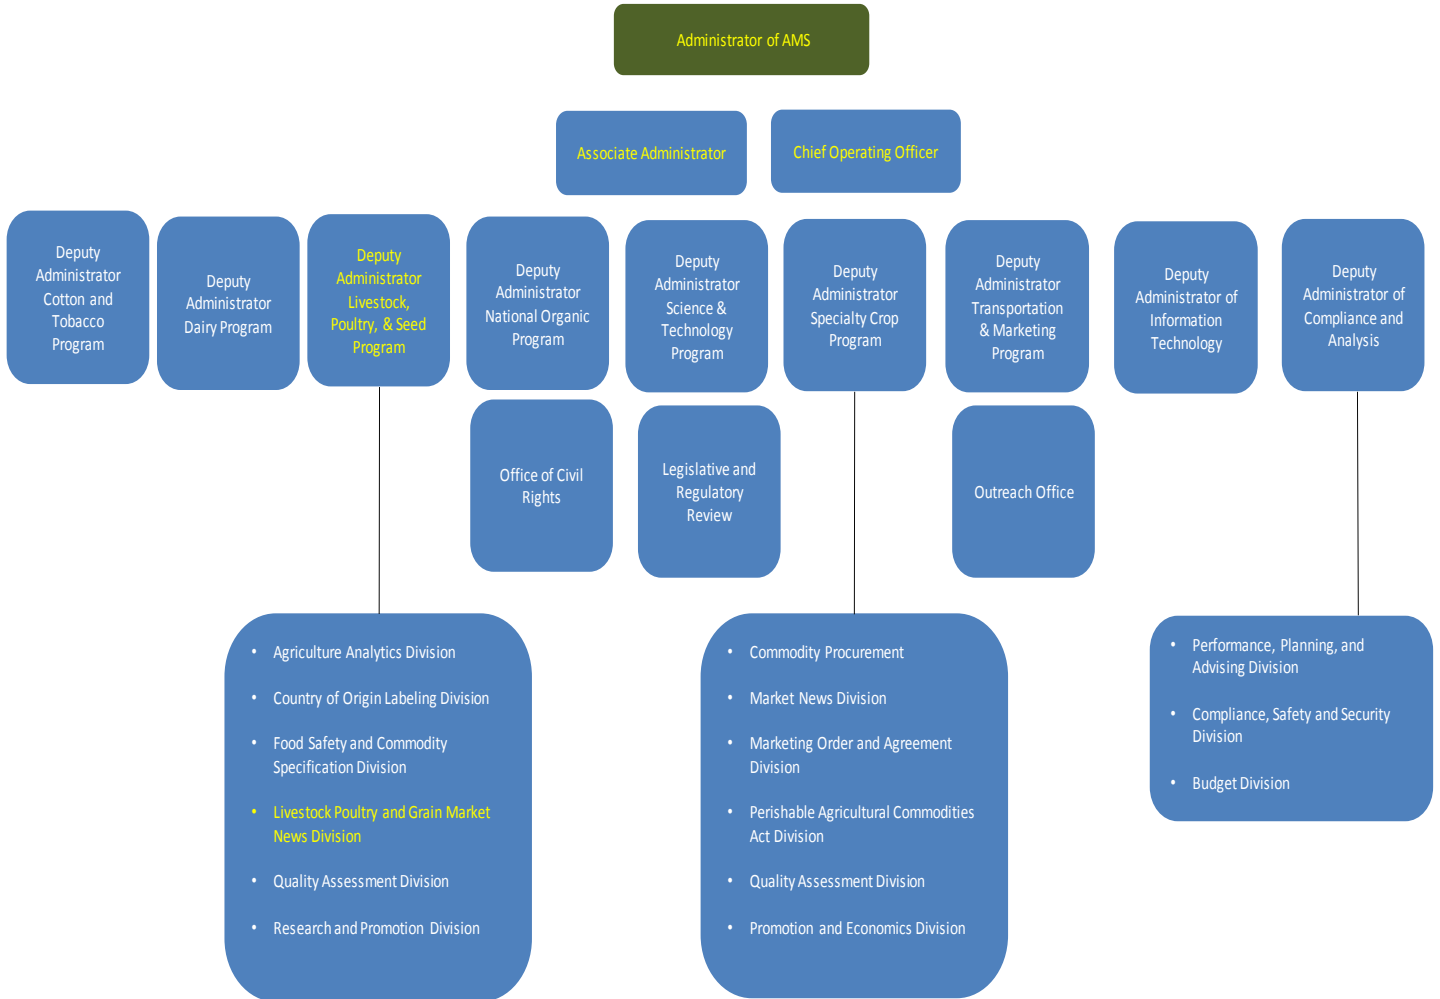 Administrator of AMS
Associate Administrator
Chief Operating Officer
Deputy
Administrator
Cotton and
Tobacco
Program
Deputy
Administrator
Dairy Program
Deputy
Administrator
Livestock,
Poultry, & Seed
Program
Deputy
Administrator
National Organic
Program
Deputy
Administrator
Science &
Technology
Program
Deputy
Administrator
Specialty Crop
Program
Deputy
Administrator
Transportation
& Marketing
Program
Deputy
Administrator of
Information
Technology
Deputy
Administrator of
Compliance and
Analysis
Office of Civil
Rights
Legislative and
Regulatory
Review
Outreach Office
• Agriculture Analytics Division
• Country of Origin Labeling Division
• Food Safety and Commodity
Specification Division
• Livestock Poultry and Grain Market
News Division
• Quality Assessment Division
• Research and Promotion Division
• Commodity Procurement
• Market News Division
• Marketing Order and Agreement
Division
• Perishable Agricultural Commodities
Act Division
• Quality Assessment Division
• Promotion and Economics Division
• Performance, Planning, and
Advising Division
• Compliance, Safety and Security
Division
• Budget Division